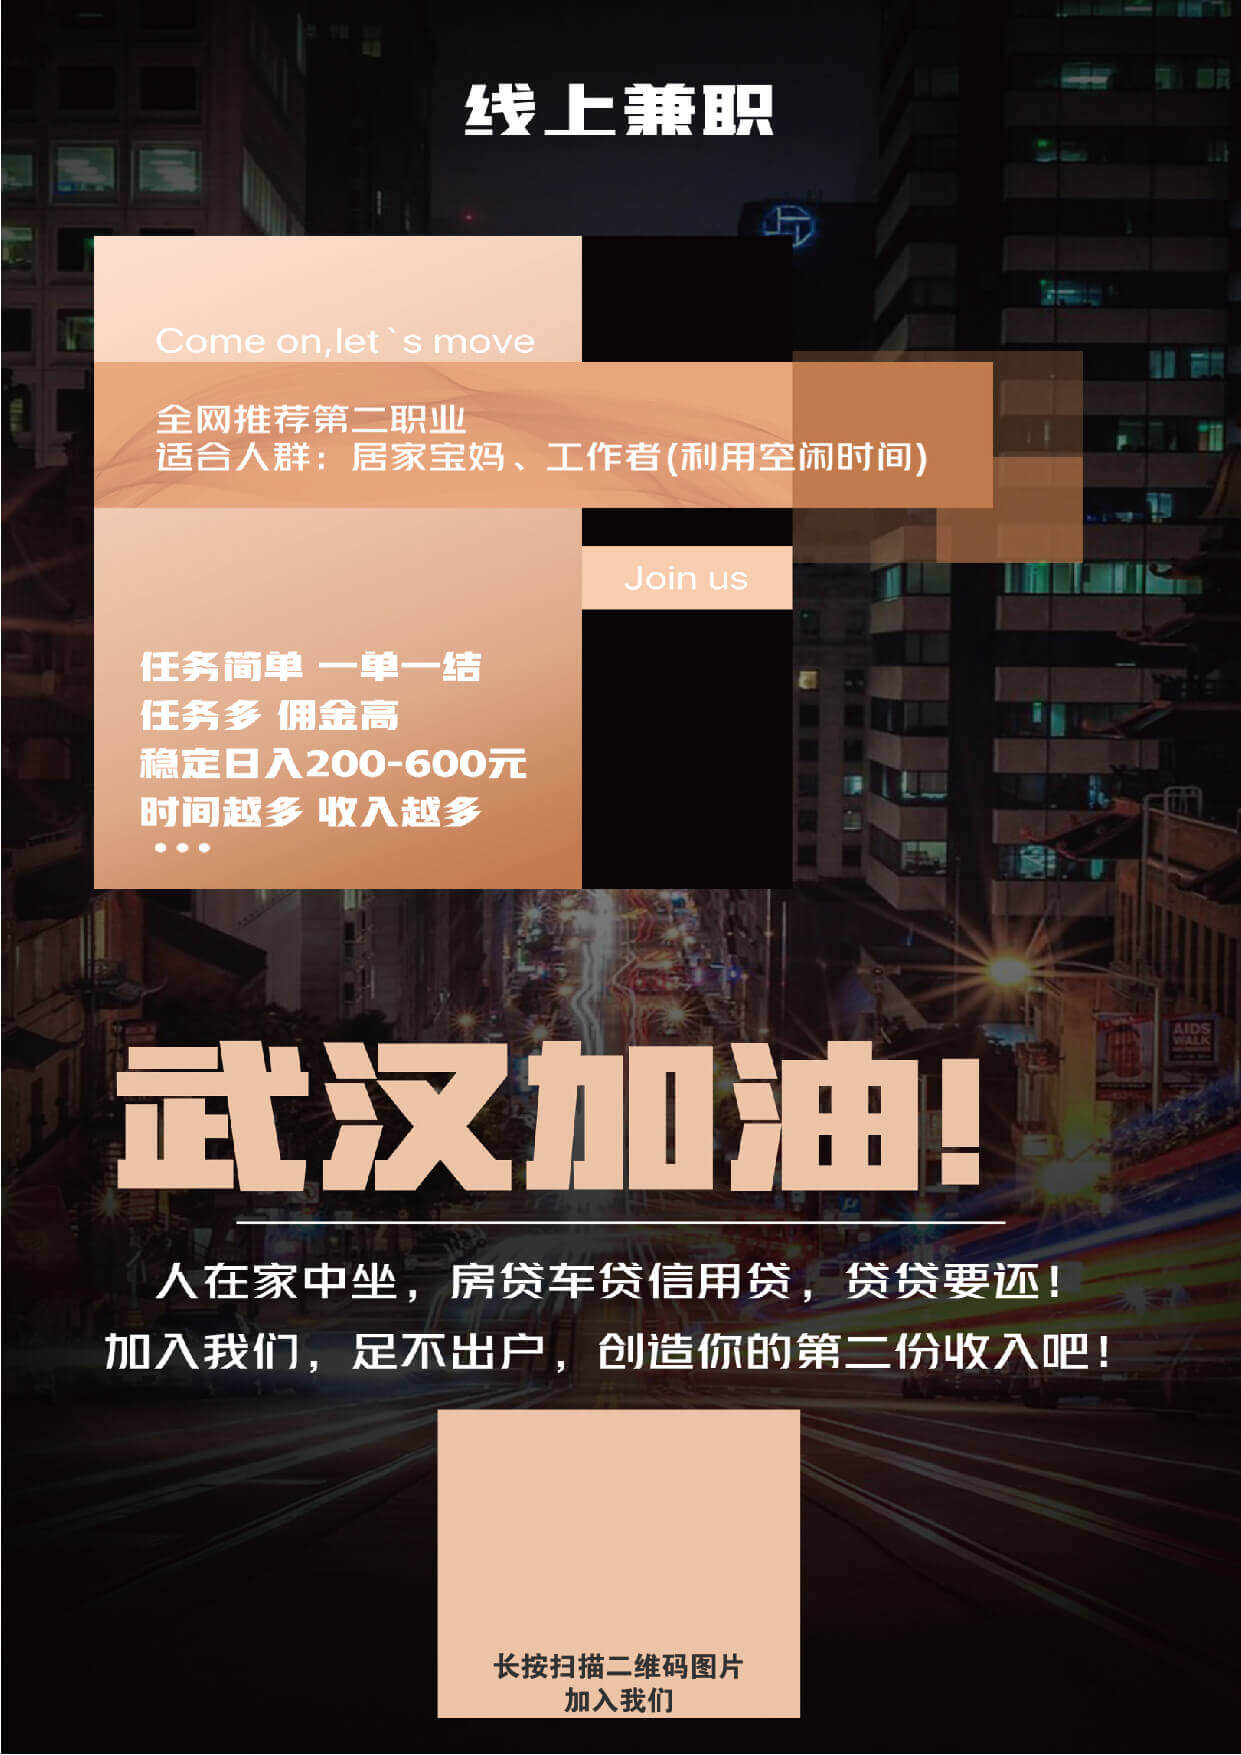 线上兼职
Come on,let`s move
全网推荐第二职业
适合人群：居家宝妈、工作者(利用空闲时间)
Join us
任务简单 一单一结
任务多 佣金高
稳定日入200-600元
时间越多 收入越多
•••
武汉加油!
人在家中坐，房贷车贷信用贷，贷贷要还！
加入我们，足不出户，创造你的第二份收入吧！
长按扫描二维码图片
加入我们
AIDS
WALK